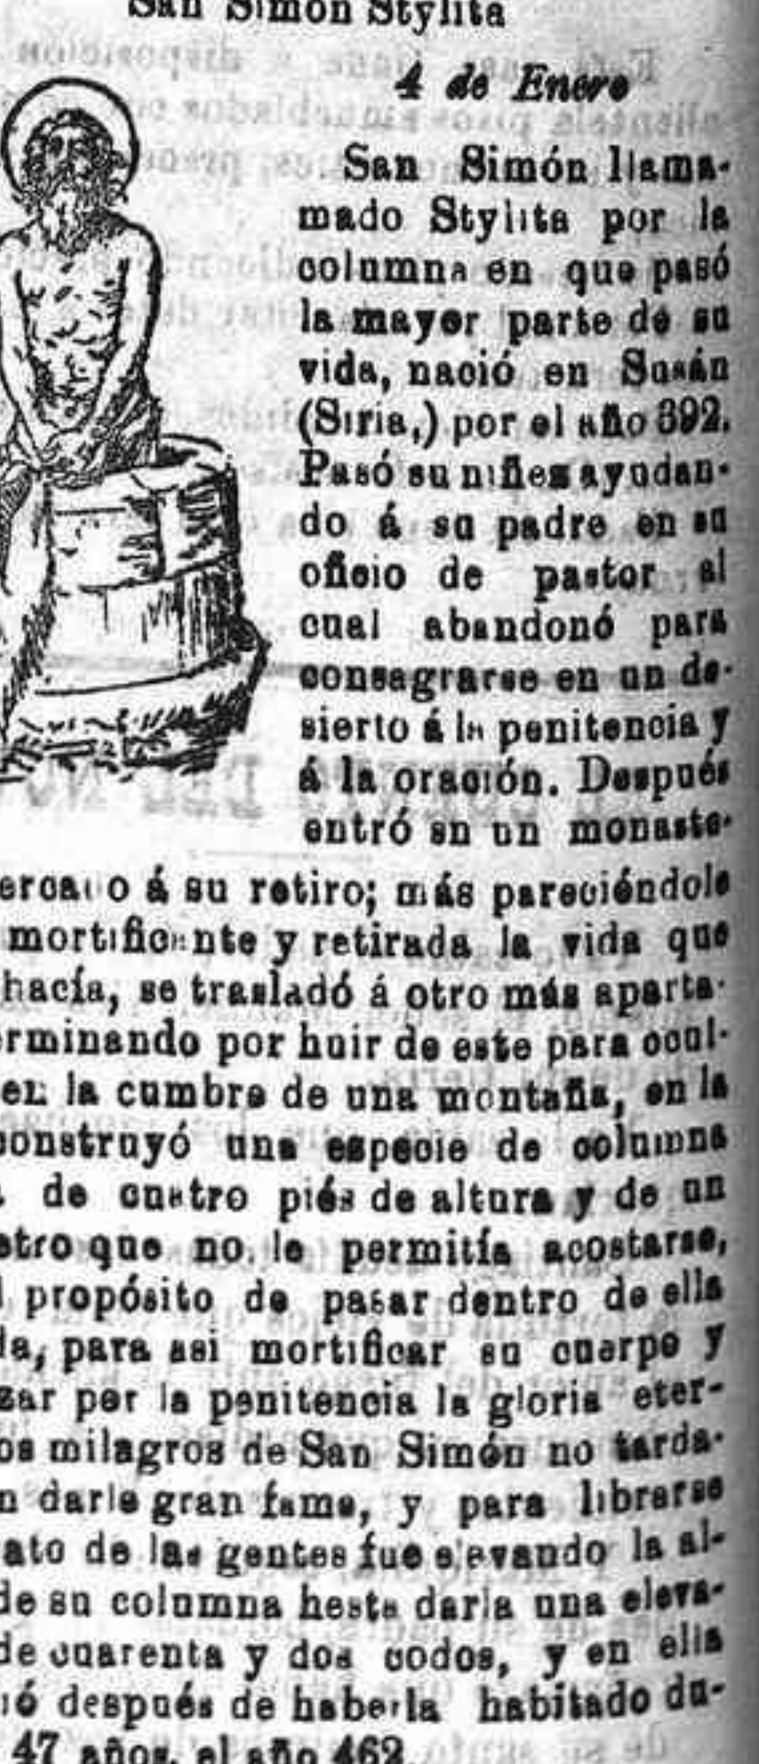 San Simón Stylita
4 de Enero
San Simón llama-
mado Stylita por la
columna en que pasó
la mayor parte de su
vida, nació en Susán
(Siria,) por el año 392.
Pasó su niñez ayudan-
do á su padre en su
oficio de pastor al
cual abandonó para
consagrarse en un de-
sierto á la penitencia y
á la oración. Después
entró en un monaste-
ercano á su retiro; más pareciéndole
mortificante y retirada la vida que
hacía, se trasladó á otro más aparta-
erminando por huir de este para ocul-
en la cumbre de una montaña, en la
construyó una especie de columna
de cuatro piés de altura y de un
etro que no le permitía acostarse,
propósito de pasar dentro de ella
da, para asi mortificar su cuerpo y
zar por la penitencia la gloria eter-
os milagros de San Simón no tarda-
n darle gran fama, y para librarse
ato de las gentes fue elevando la al-
de su columna hasta darla una eleva-
de cuarenta y dos codos, y en ella
ió después de haberla habitado du-
47 años, el año 462.